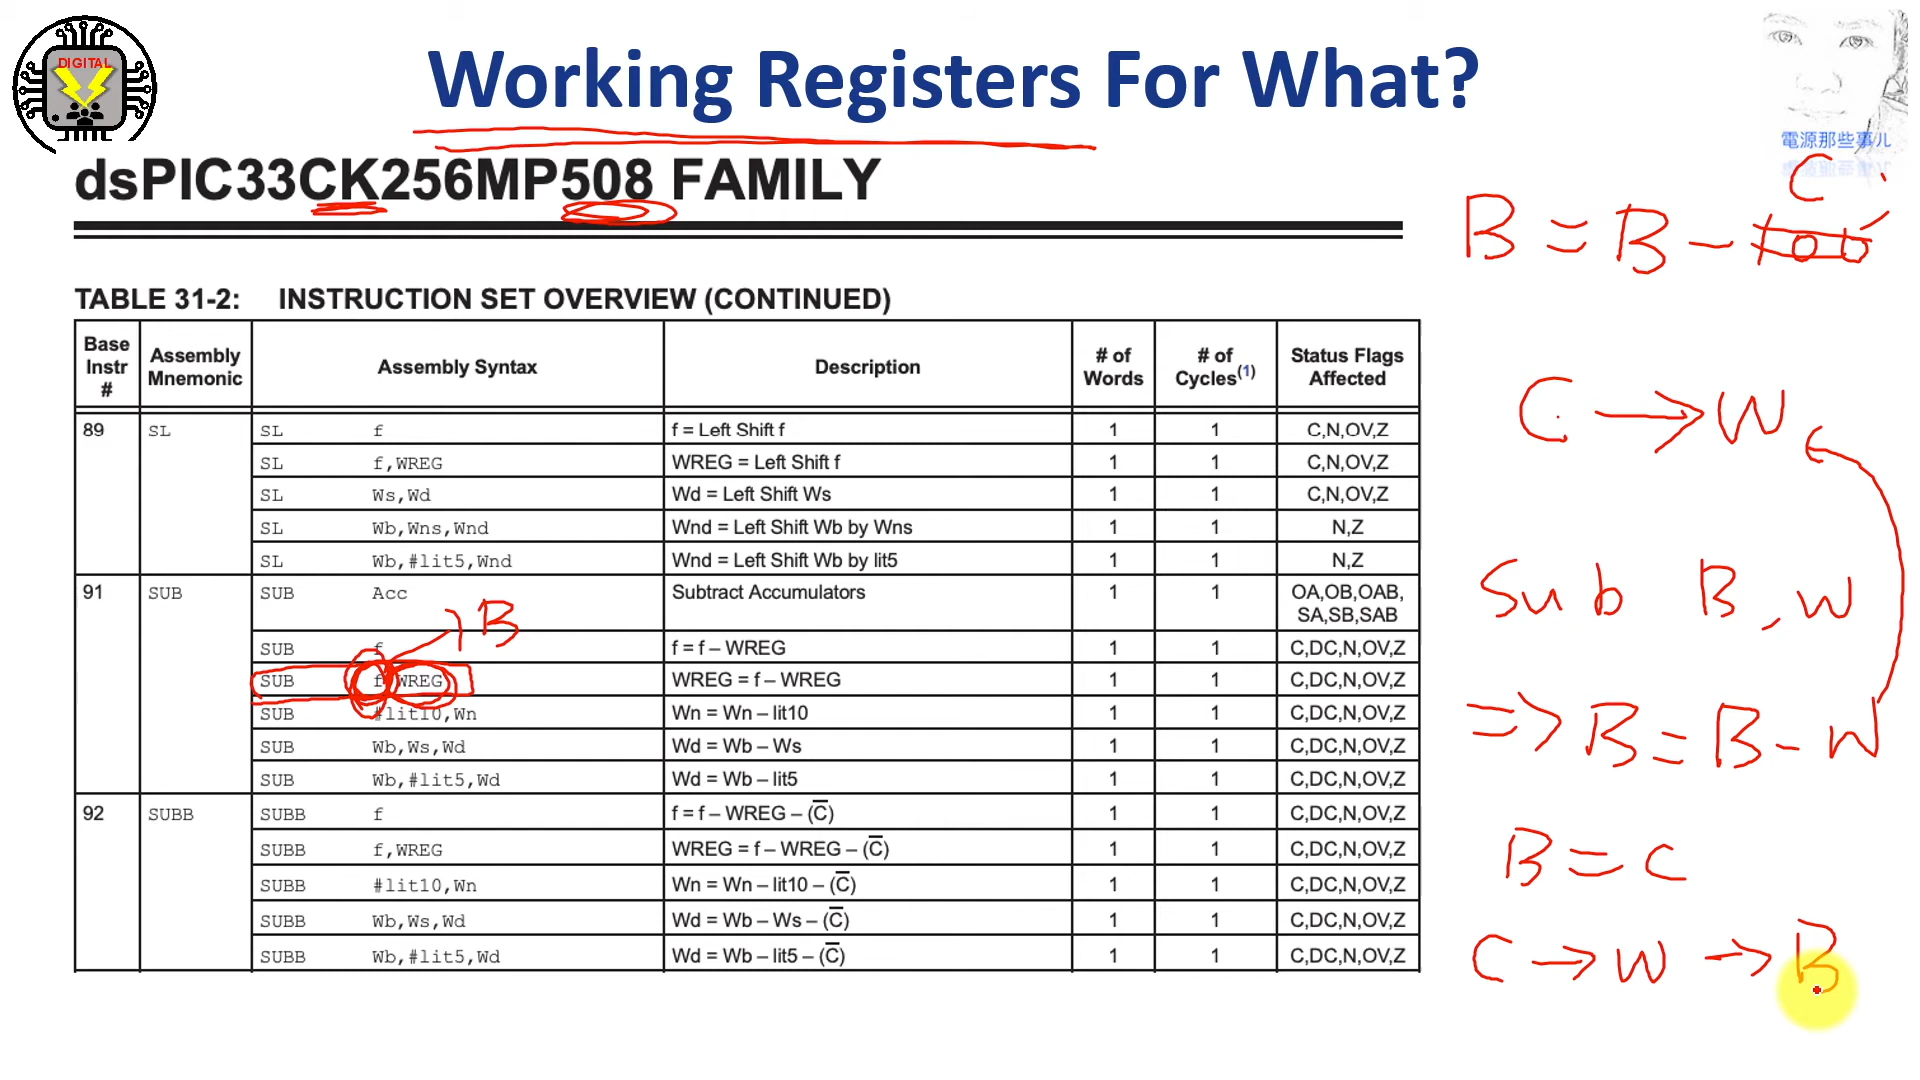 DIGITAL
Working Registers For What?
電源那些事儿
dsPIC33CK256MP508 FAMILY
C
B = B - 100
TABLE 31-2: INSTRUCTION SET OVERVIEW (CONTINUED)
Base Instr # Assembly Mnemonic Assembly Syntax Description # of Words # of Cycles(1) Status Flags Affected
89 SL SL f f = Left Shift f 1 1 C,N,OV,Z
SL f,WREG WREG = Left Shift f 1 1 C,N,OV,Z
SL Ws,Wd Wd = Left Shift Ws 1 1 C,N,OV,Z
SL Wb,Wns,Wnd Wnd = Left Shift Wb by Wns 1 1 N,Z
SL Wb,#lit5,Wnd Wnd = Left Shift Wb by lit5 1 1 N,Z
91 SUB SUB Acc Subtract Accumulators 1 1 OA,OB,OAB, SA,SB,SAB
SUB f f = f – WREG 1 1 C,DC,N,OV,Z
SUB f,WREG WREG = f – WREG 1 1 C,DC,N,OV,Z
SUB #lit10,Wn Wn = Wn – lit10 1 1 C,DC,N,OV,Z
SUB Wb,Ws,Wd Wd = Wb – Ws 1 1 C,DC,N,OV,Z
SUB Wb,#lit5,Wd Wd = Wb – lit5 1 1 C,DC,N,OV,Z
92 SUBB SUBB f f = f – WREG – (C̅) 1 1 C,DC,N,OV,Z
SUBB f,WREG WREG = f – WREG – (C̅) 1 1 C,DC,N,OV,Z
SUBB #lit10,Wn Wn = Wn – lit10 – (C̅) 1 1 C,DC,N,OV,Z
SUBB Wb,Ws,Wd Wd = Wb – Ws – (C̅) 1 1 C,DC,N,OV,Z
SUBB Wb,#lit5,Wd Wd = Wb – lit5 – (C̅) 1 1 C,DC,N,OV,Z
B
C → W
Sub B, W
⇒ B = B - W
B = C
C → W → B